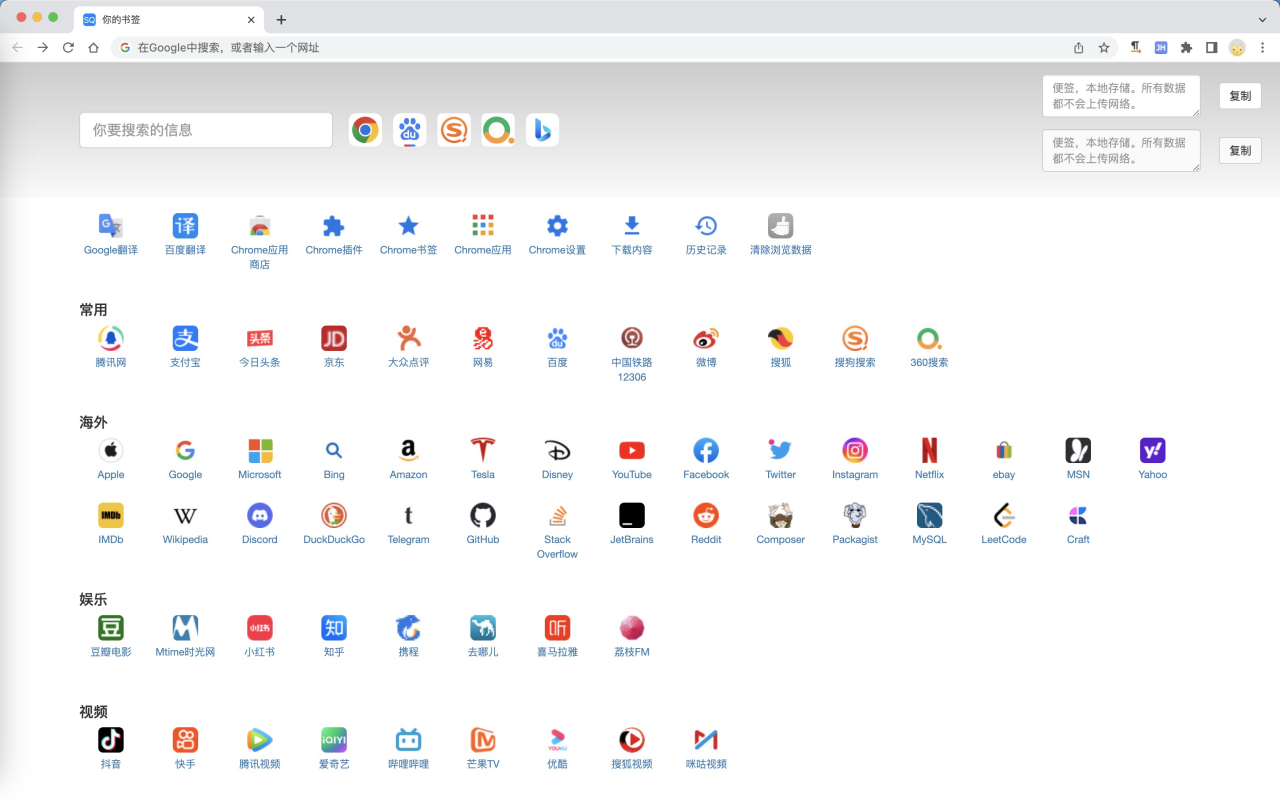 你的书签
在Google中搜索，或者输入一个网址
JH
便签，本地存储。所有数据
都不会上传网络。
复制
你要搜索的信息
便签，本地存储。所有数据
都不会上传网络。
复制
Google翻译 百度翻译 Chrome应用商店 Chrome插件 Chrome书签 Chrome应用 Chrome设置 下载内容 历史记录 清除浏览数据
常用
腾讯网 支付宝 今日头条 京东 大众点评 网易 百度 中国铁路12306 微博 搜狐 搜狗搜索 360搜索
海外
Apple Google Microsoft Bing Amazon Tesla Disney YouTube Facebook Twitter Instagram Netflix ebay MSN Yahoo
IMDb Wikipedia Discord DuckDuckGo Telegram GitHub Stack Overflow JetBrains Reddit Composer Packagist MySQL LeetCode Craft
娱乐
豆瓣电影 Mtime时光网 小红书 知乎 携程 去哪儿 喜马拉雅 荔枝FM
视频
抖音 快手 腾讯视频 爱奇艺 哔哩哔哩 芒果TV 优酷 搜狐视频 咪咕视频